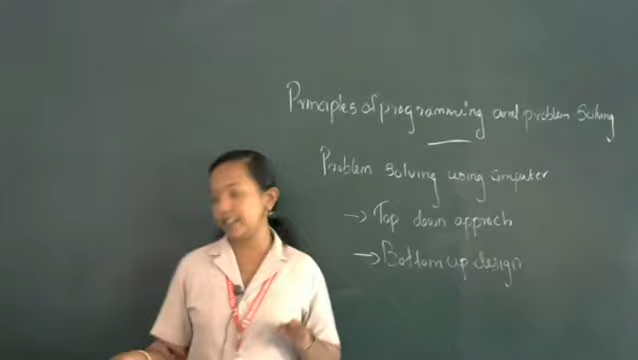 Principles of programming and problem Solving
Problem solving using computer
→ Top down approch
→ Bottom up design